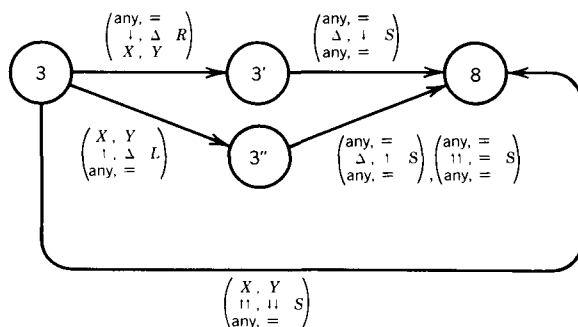 (any, =
↓, Δ R
X, Y)
(any, =
Δ, ↓ S
any, =)
3
3'
8
(X, Y
↑, Δ L
any, =)
3''
(any, =
Δ, ↑ S
any, =)
,
(any, =
↑↑, = S
any, =)
(X, Y
↑↑, ↓↓ S
any, =)